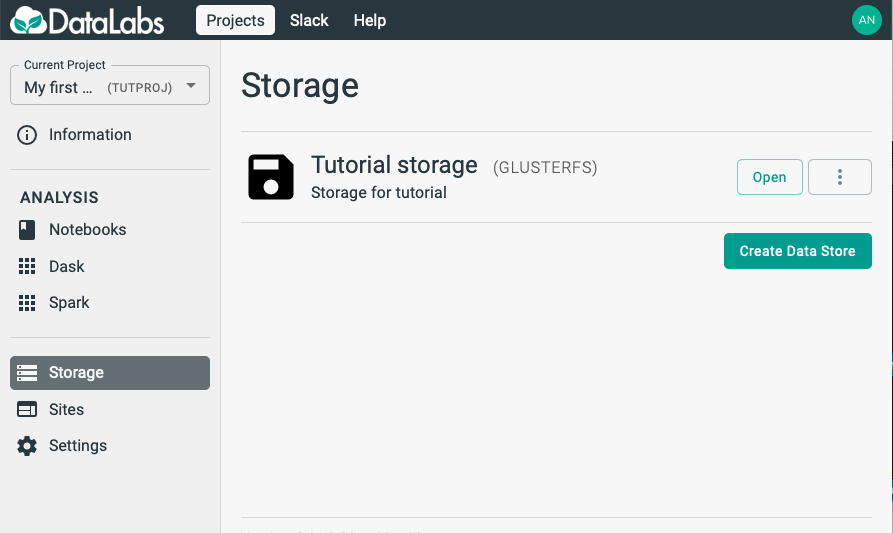 DataLabs
Projects Slack Help
AN
Current Project
My first ... (TUTPROJ)
Information
ANALYSIS
Notebooks
Dask
Spark
Storage
Sites
Settings
Storage
Tutorial storage (GLUSTERFS)
Storage for tutorial
Open
Create Data Store